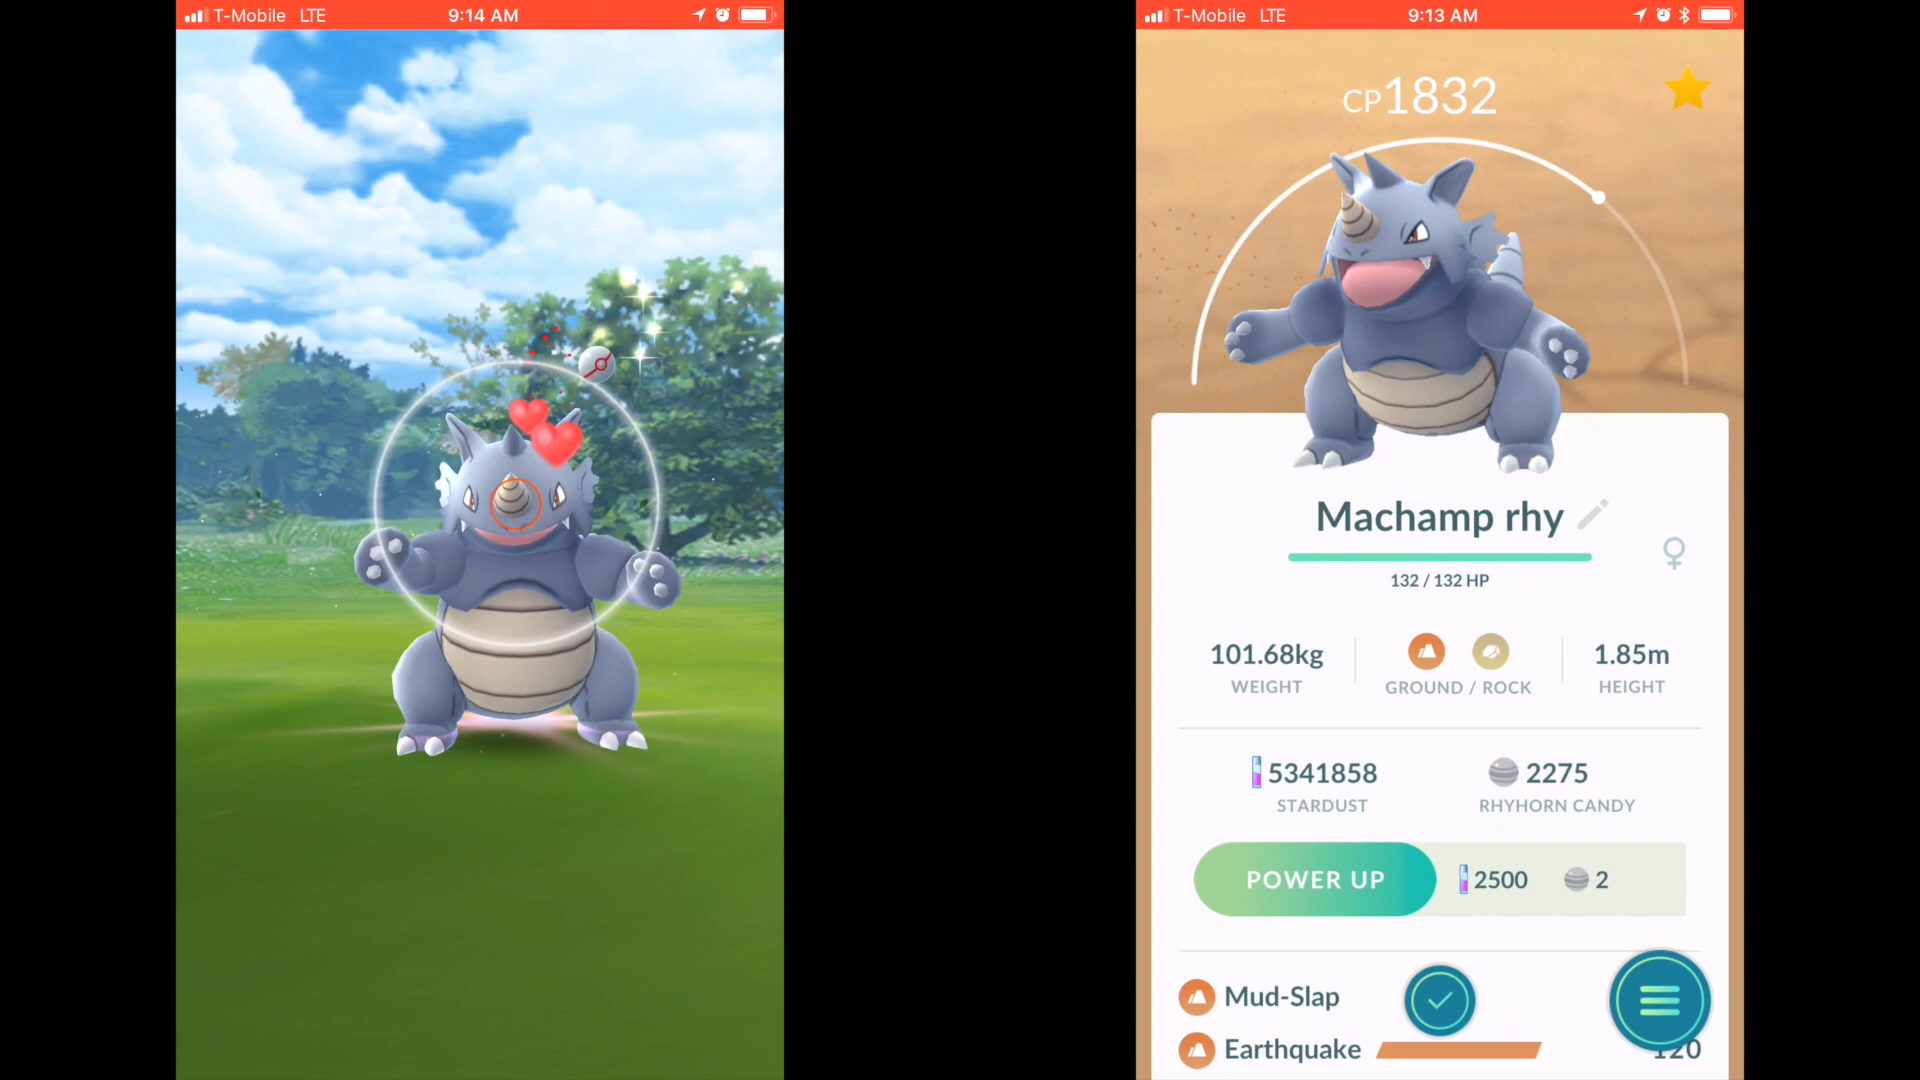 T-Mobile LTE 9:14 AM
T-Mobile LTE 9:13 AM
CP1832
Machamp rhy
132 / 132 HP
101.68kg
WEIGHT
GROUND / ROCK
1.85m
HEIGHT
5341858
STARDUST
2275
RHYHORN CANDY
POWER UP 2500 2
Mud-Slap
Earthquake 120